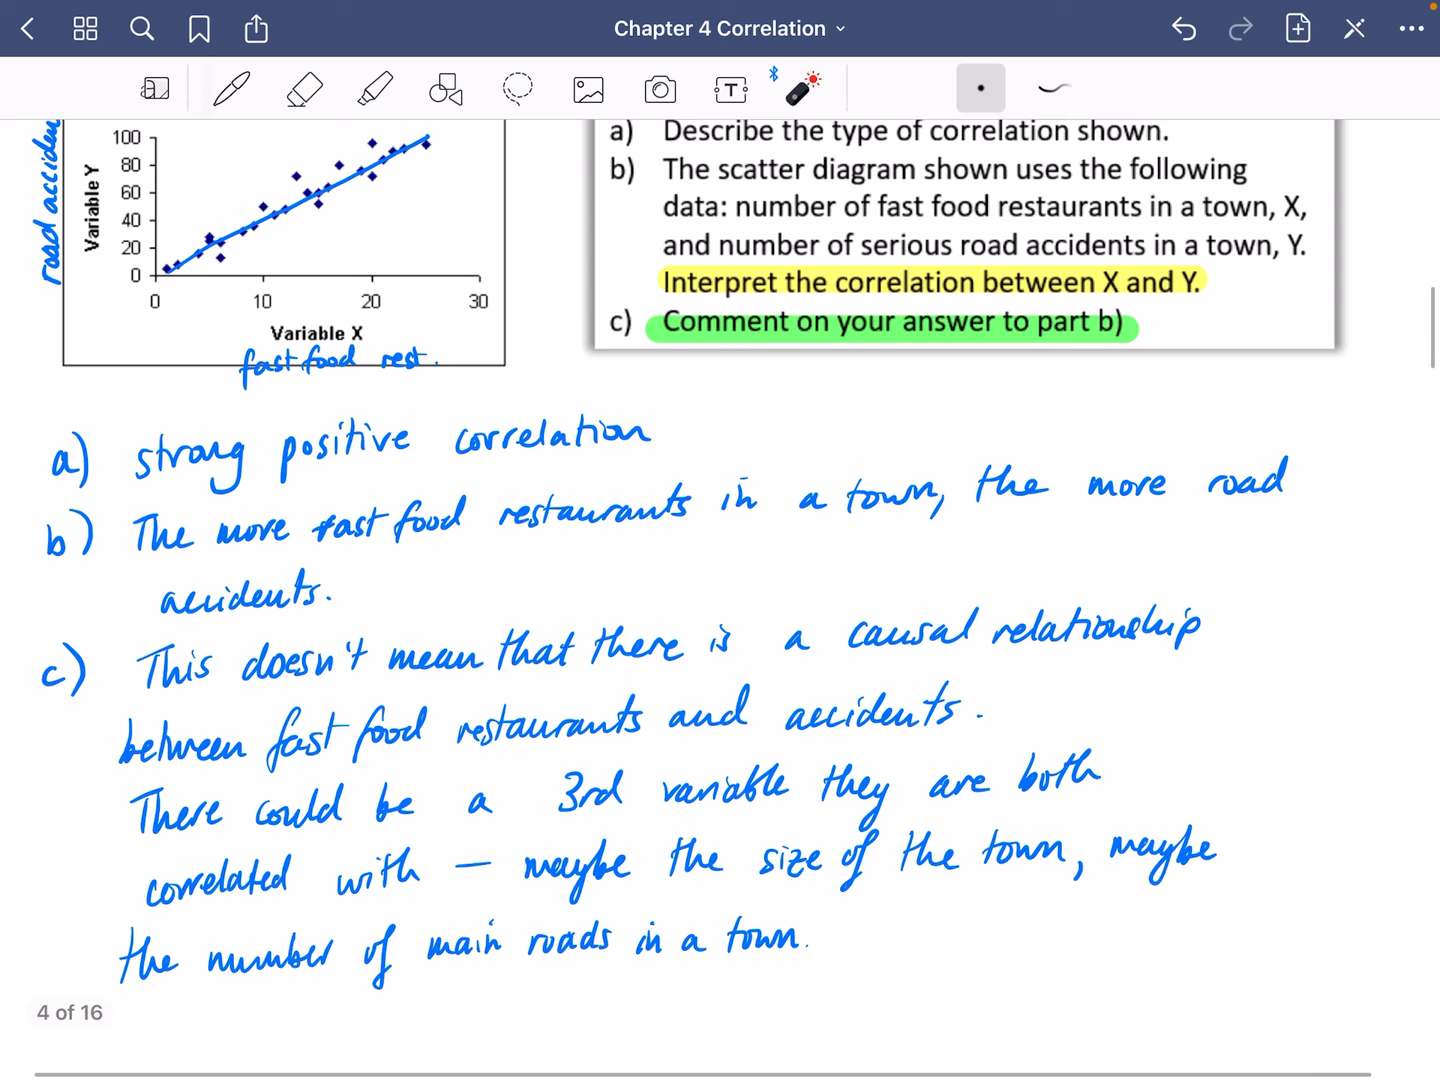 Chapter 4 Correlation
T
road acciden
Variable Y
100
80
60
40
20
0
0 10 20 30
Variable X
fast food rest.
a) Describe the type of correlation shown.
b) The scatter diagram shown uses the following
data: number of fast food restaurants in a town, X,
and number of serious road accidents in a town, Y.
Interpret the correlation between X and Y.
c) Comment on your answer to part b)
a) strong positive correlation
b) The more fast food restaurants in a town, the more road
accidents.
c) This doesn't mean that there is a causal relationship
between fast food restaurants and accidents.
There could be a 3rd variable they are both
correlated with — maybe the size of the town, maybe
the number of main roads in a town.
4 of 16